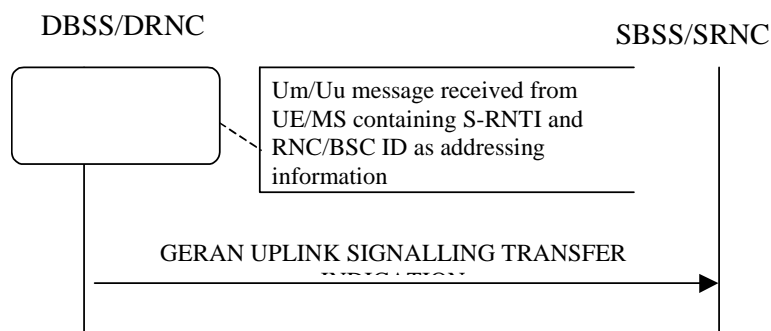 DBSS/DRNC
SBSS/SRNC
Um/Uu message received from
UE/MS containing S-RNTI and
RNC/BSC ID as addressing
information
GERAN UPLINK SIGNALLING TRANSFER
INDICATION